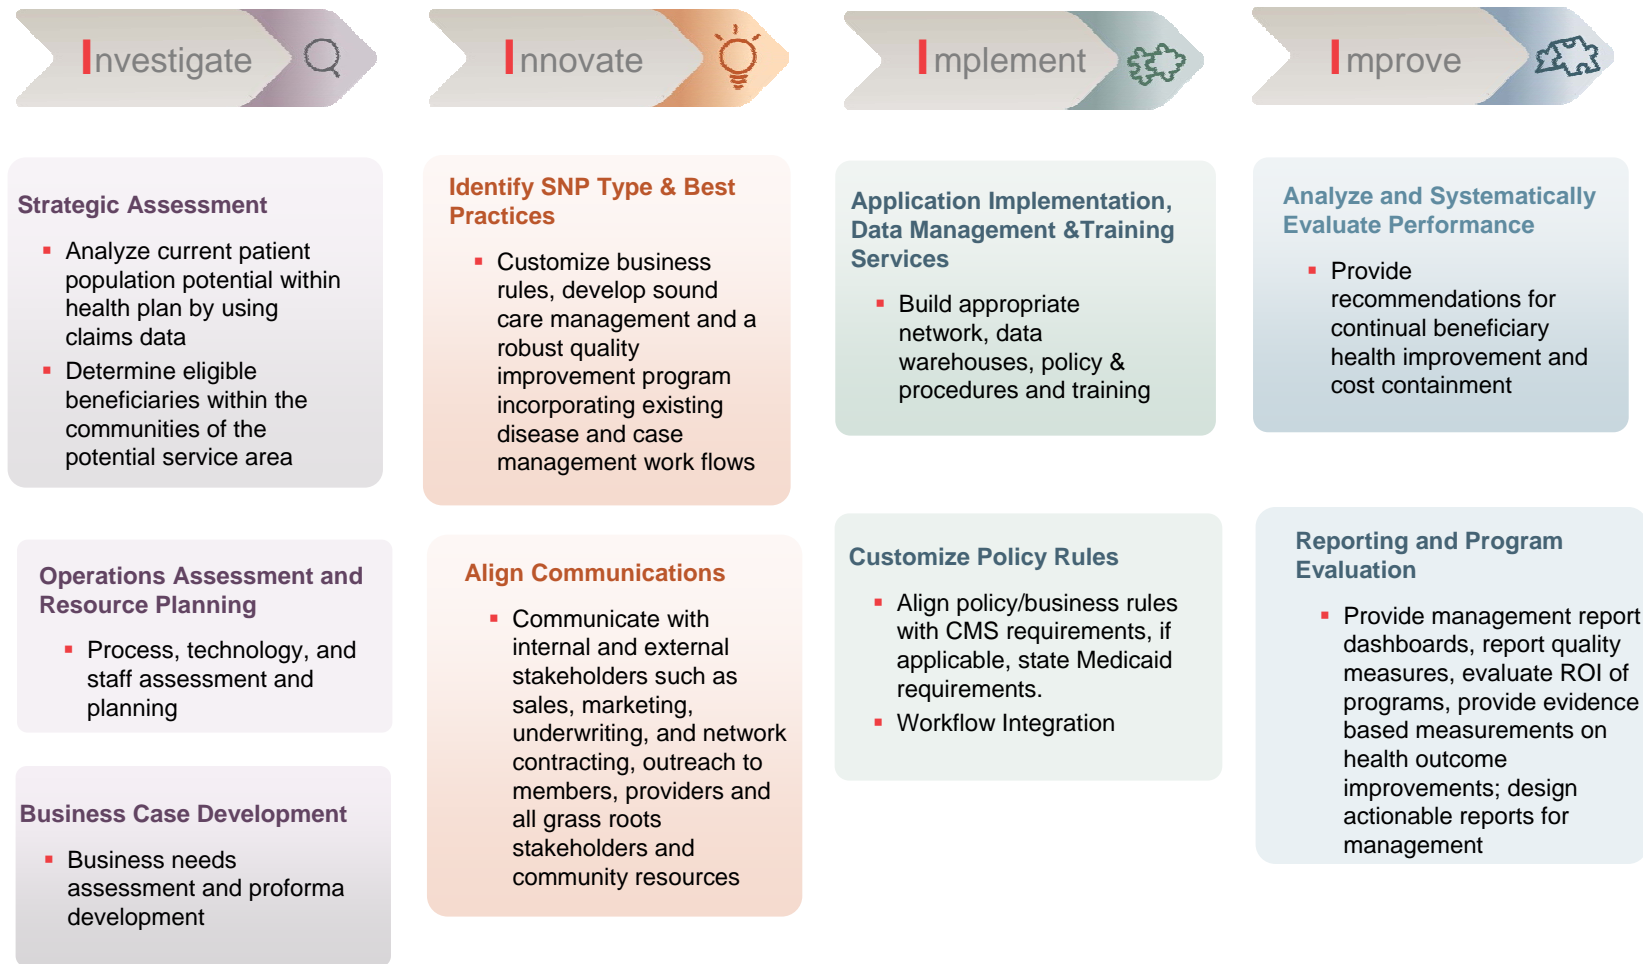 Investigate
Innovate
Implement
Improve
Strategic Assessment
▪ Analyze current patient
population potential within
health plan by using
claims data
▪ Determine eligible
beneficiaries within the
communities of the
potential service area
Operations Assessment and
Resource Planning
▪ Process, technology, and
staff assessment and
planning
Business Case Development
▪ Business needs
assessment and proforma
development
Identify SNP Type & Best
Practices
▪ Customize business
rules, develop sound
care management and a
robust quality
improvement program
incorporating existing
disease and case
management work flows
Align Communications
▪ Communicate with
internal and external
stakeholders such as
sales, marketing,
underwriting, and network
contracting, outreach to
members, providers and
all grass roots
stakeholders and
community resources
Application Implementation,
Data Management &Training
Services
▪ Build appropriate
network, data
warehouses, policy &
procedures and training
Customize Policy Rules
▪ Align policy/business rules
with CMS requirements, if
applicable, state Medicaid
requirements.
▪ Workflow Integration
Analyze and Systematically
Evaluate Performance
▪ Provide
recommendations for
continual beneficiary
health improvement and
cost containment
Reporting and Program
Evaluation
▪ Provide management report
dashboards, report quality
measures, evaluate ROI of
programs, provide evidence
based measurements on
health outcome
improvements; design
actionable reports for
management